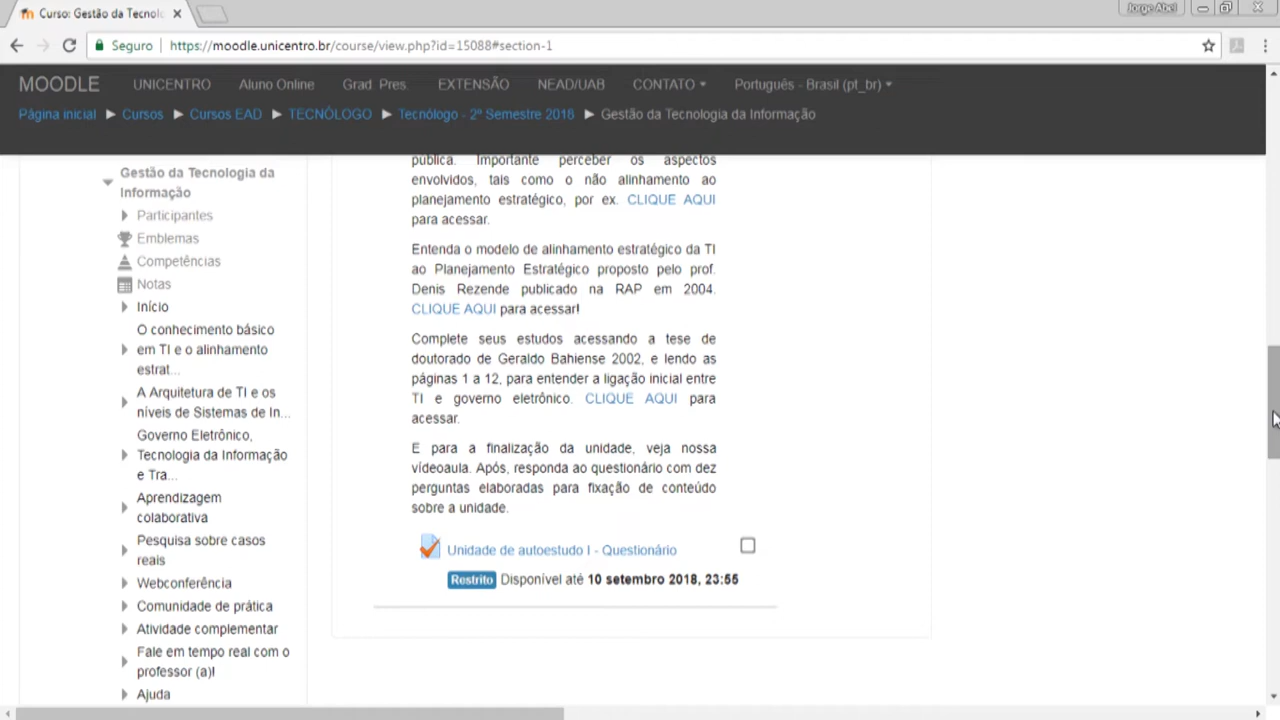 Curso: Gestão da Tecnol
Jorge Abel
Seguro
https://moodle.unicentro.br/course/view.php?id=15088#section-1
MOODLE UNICENTRO Aluno Online Grad Pres. EXTENSÃO NEAD/UAB CONTATO Português - Brasil (pt_br)
Página inicial ► Cursos ► Cursos EAD ► TECNÓLOGO ► Tecnólogo - 2º Semestre 2016 ► Gestão da Tecnologia da Informação
Gestão da Tecnologia da
Informação
Participantes
Emblemas
Competências
Notas
Início
O conhecimento básico
em TI e o alinhamento
estrat...
A Arquitetura de TI e os
níveis de Sistemas de In...
Governo Eletrônico,
Tecnologia da Informação
e Tra...
Aprendizagem
colaborativa
Pesquisa sobre casos
reais
Webconferência
Comunidade de prática
Atividade complementar
Fale em tempo real com o
professor (a)!
Ajuda
pública. Importante perceber os aspectos
envolvidos, tais como o não alinhamento ao
planejamento estratégico, por ex. CLIQUE AQUI
para acessar.
Entenda o modelo de alinhamento estratégico da TI
ao Planejamento Estratégico proposto pelo prof.
Denis Rezende publicado na RAP em 2004.
CLIQUE AQUI para acessar!
Complete seus estudos acessando a tese de
doutorado de Geraldo Bahiense 2002, e lendo as
páginas 1 a 12, para entender a ligação inicial entre
TI e governo eletrônico. CLIQUE AQUI para
acessar.
E para a finalização da unidade, veja nossa
vídeoaula. Após, responda ao questionário com dez
perguntas elaboradas para fixação de conteúdo
sobre a unidade.
Unidade de autoestudo I - Questionário
Restrito Disponível até 10 setembro 2018, 23:55